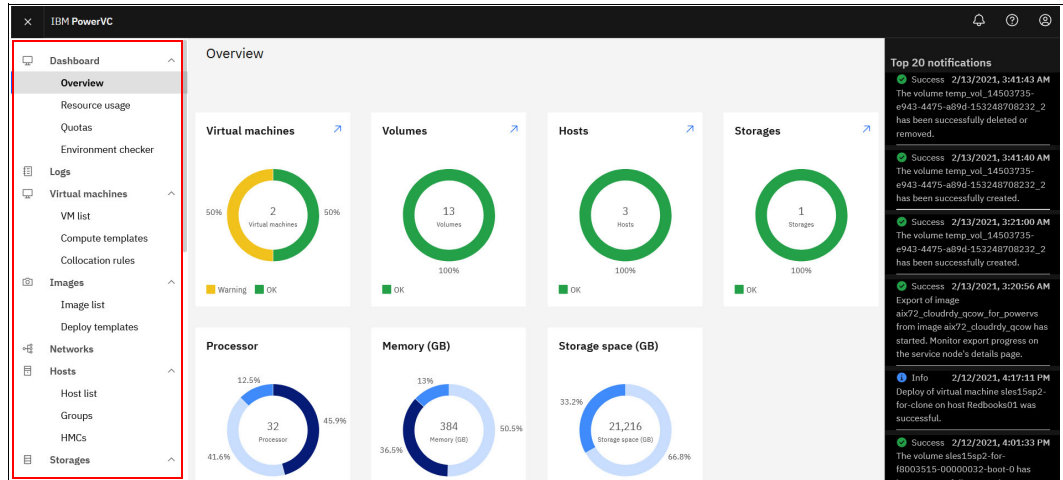 IBM PowerVC
Dashboard
Overview
Resource usage
Quotas
Environment checker
Logs
Virtual machines
VM list
Compute templates
Collocation rules
Images
Image list
Deploy templates
Networks
Hosts
Host list
Groups
HMCs
Storages
Overview
Virtual machines
50%
2
Virtual machines
50%
Warning OK
Volumes
13
Volumes
100%
OK
Hosts
3
Hosts
100%
OK
Storages
1
Storages
100%
OK
Processor
12.5%
32
Processor
45.9%
41.6%
Memory (GB)
13%
384
Memory (GB)
50.5%
36.5%
Storage space (GB)
33.2%
21,216
Storage space (GB)
66.8%
Top 20 notifications
Success 2/13/2021, 3:41:43 AM
The volume temp_vol_14503735-
e943-4475-a89d-153248708232_2
has been successfully deleted or
removed.
Success 2/13/2021, 3:41:40 AM
The volume temp_vol_14503735-
e943-4475-a89d-153248708232_2
has been successfully created.
Success 2/13/2021, 3:21:00 AM
The volume temp_vol_14503735-
e943-4475-a89d-153248708232_2
has been successfully created.
Success 2/13/2021, 3:20:56 AM
Export of image
aix72_cloudrdy_qcow_for_powervs
from image aix72_cloudrdy_qcow has
started. Monitor export progress on
the service node's details page.
Info 2/12/2021, 4:17:11 PM
Deploy of virtual machine sles15sp2-
for-clone on host Redbooks01 was
successful.
Success 2/12/2021, 4:01:33 PM
The volume sles15sp2-for-
f8003515-00000032-boot-0 has